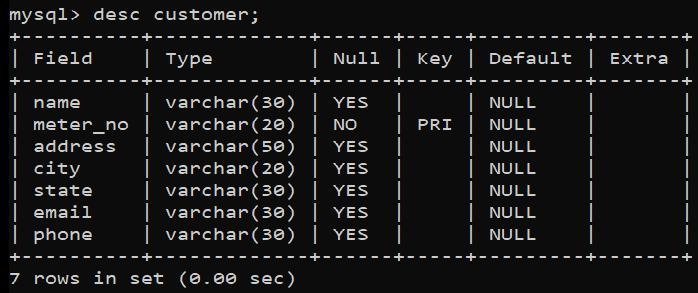 mysql> desc customer;
+----------+-------------+------+-----+---------+-------+
| Field    | Type        | Null | Key | Default | Extra |
+----------+-------------+------+-----+---------+-------+
| name     | varchar(30) | YES  |     | NULL    |       |
| meter_no | varchar(20) | NO   | PRI | NULL    |       |
| address  | varchar(50) | YES  |     | NULL    |       |
| city     | varchar(20) | YES  |     | NULL    |       |
| state    | varchar(30) | YES  |     | NULL    |       |
| email    | varchar(30) | YES  |     | NULL    |       |
| phone    | varchar(30) | YES  |     | NULL    |       |
+----------+-------------+------+-----+---------+-------+
7 rows in set (0.00 sec)